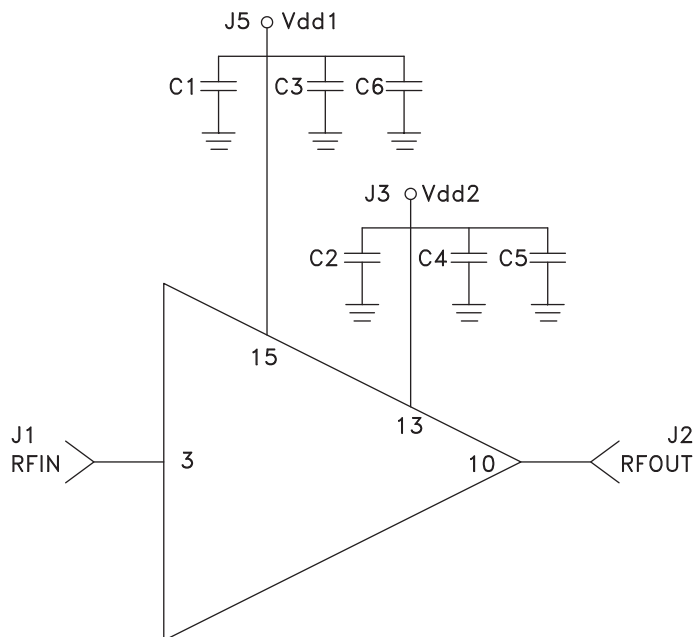 J5 Vdd1
C1 C3 C6
J3 Vdd2
C2 C4 C5
15
13
J1
RFIN
3
10
J2
RFOUT